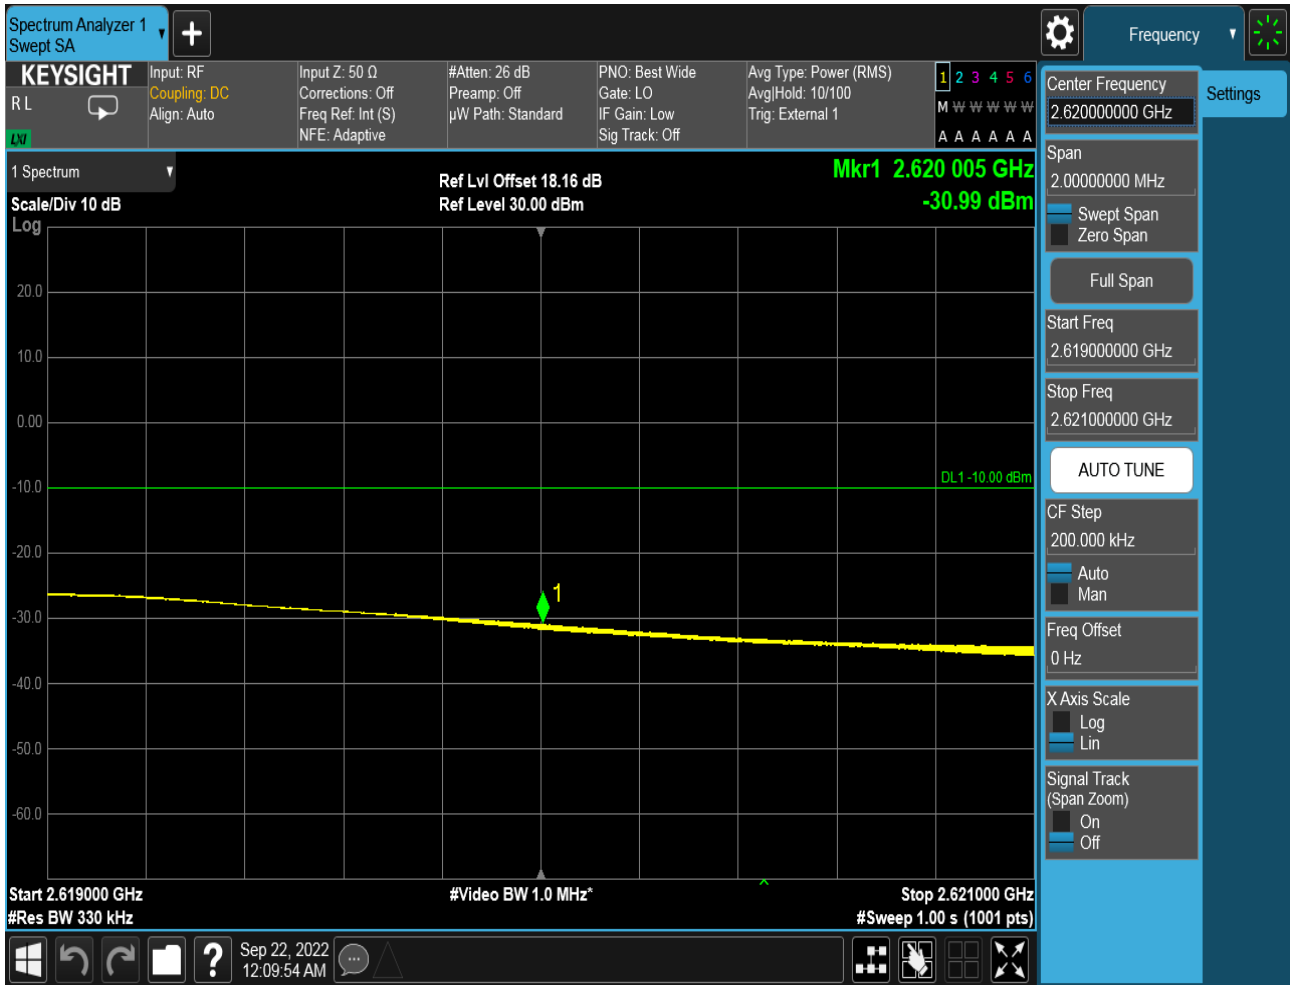 Spectrum Analyzer 1
Swept SA
Frequency
KEYSIGHT
R L
LXI
Input: RF
Coupling: DC
Align: Auto
Input Z: 50 Ω
Corrections: Off
Freq Ref: Int (S)
NFE: Adaptive
#Atten: 26 dB
Preamp: Off
µW Path: Standard
PNO: Best Wide
Gate: LO
IF Gain: Low
Sig Track: Off
Avg Type: Power (RMS)
Avg|Hold: 10/100
Trig: External 1
1 2 3 4 5 6
M W W W W W
A A A A A A
Center Frequency
2.620000000 GHz
Settings
Span
2.00000000 MHz
Swept Span
Zero Span
Full Span
Start Freq
2.619000000 GHz
Stop Freq
2.621000000 GHz
AUTO TUNE
CF Step
200.000 kHz
Auto
Man
Freq Offset
0 Hz
X Axis Scale
Log
Lin
Signal Track
(Span Zoom)
On
Off
1 Spectrum
Scale/Div 10 dB
Log
Ref Lvl Offset 18.16 dB
Ref Level 30.00 dBm
Mkr1 2.620 005 GHz
-30.99 dBm
20.0
10.0
0.00
-10.0
DL1 -10.00 dBm
-20.0
1
-30.0
-40.0
-50.0
-60.0
Start 2.619000 GHz
#Video BW 1.0 MHz*
Stop 2.621000 GHz
#Res BW 330 kHz
#Sweep 1.00 s (1001 pts)
?
Sep 22, 2022
12:09:54 AM